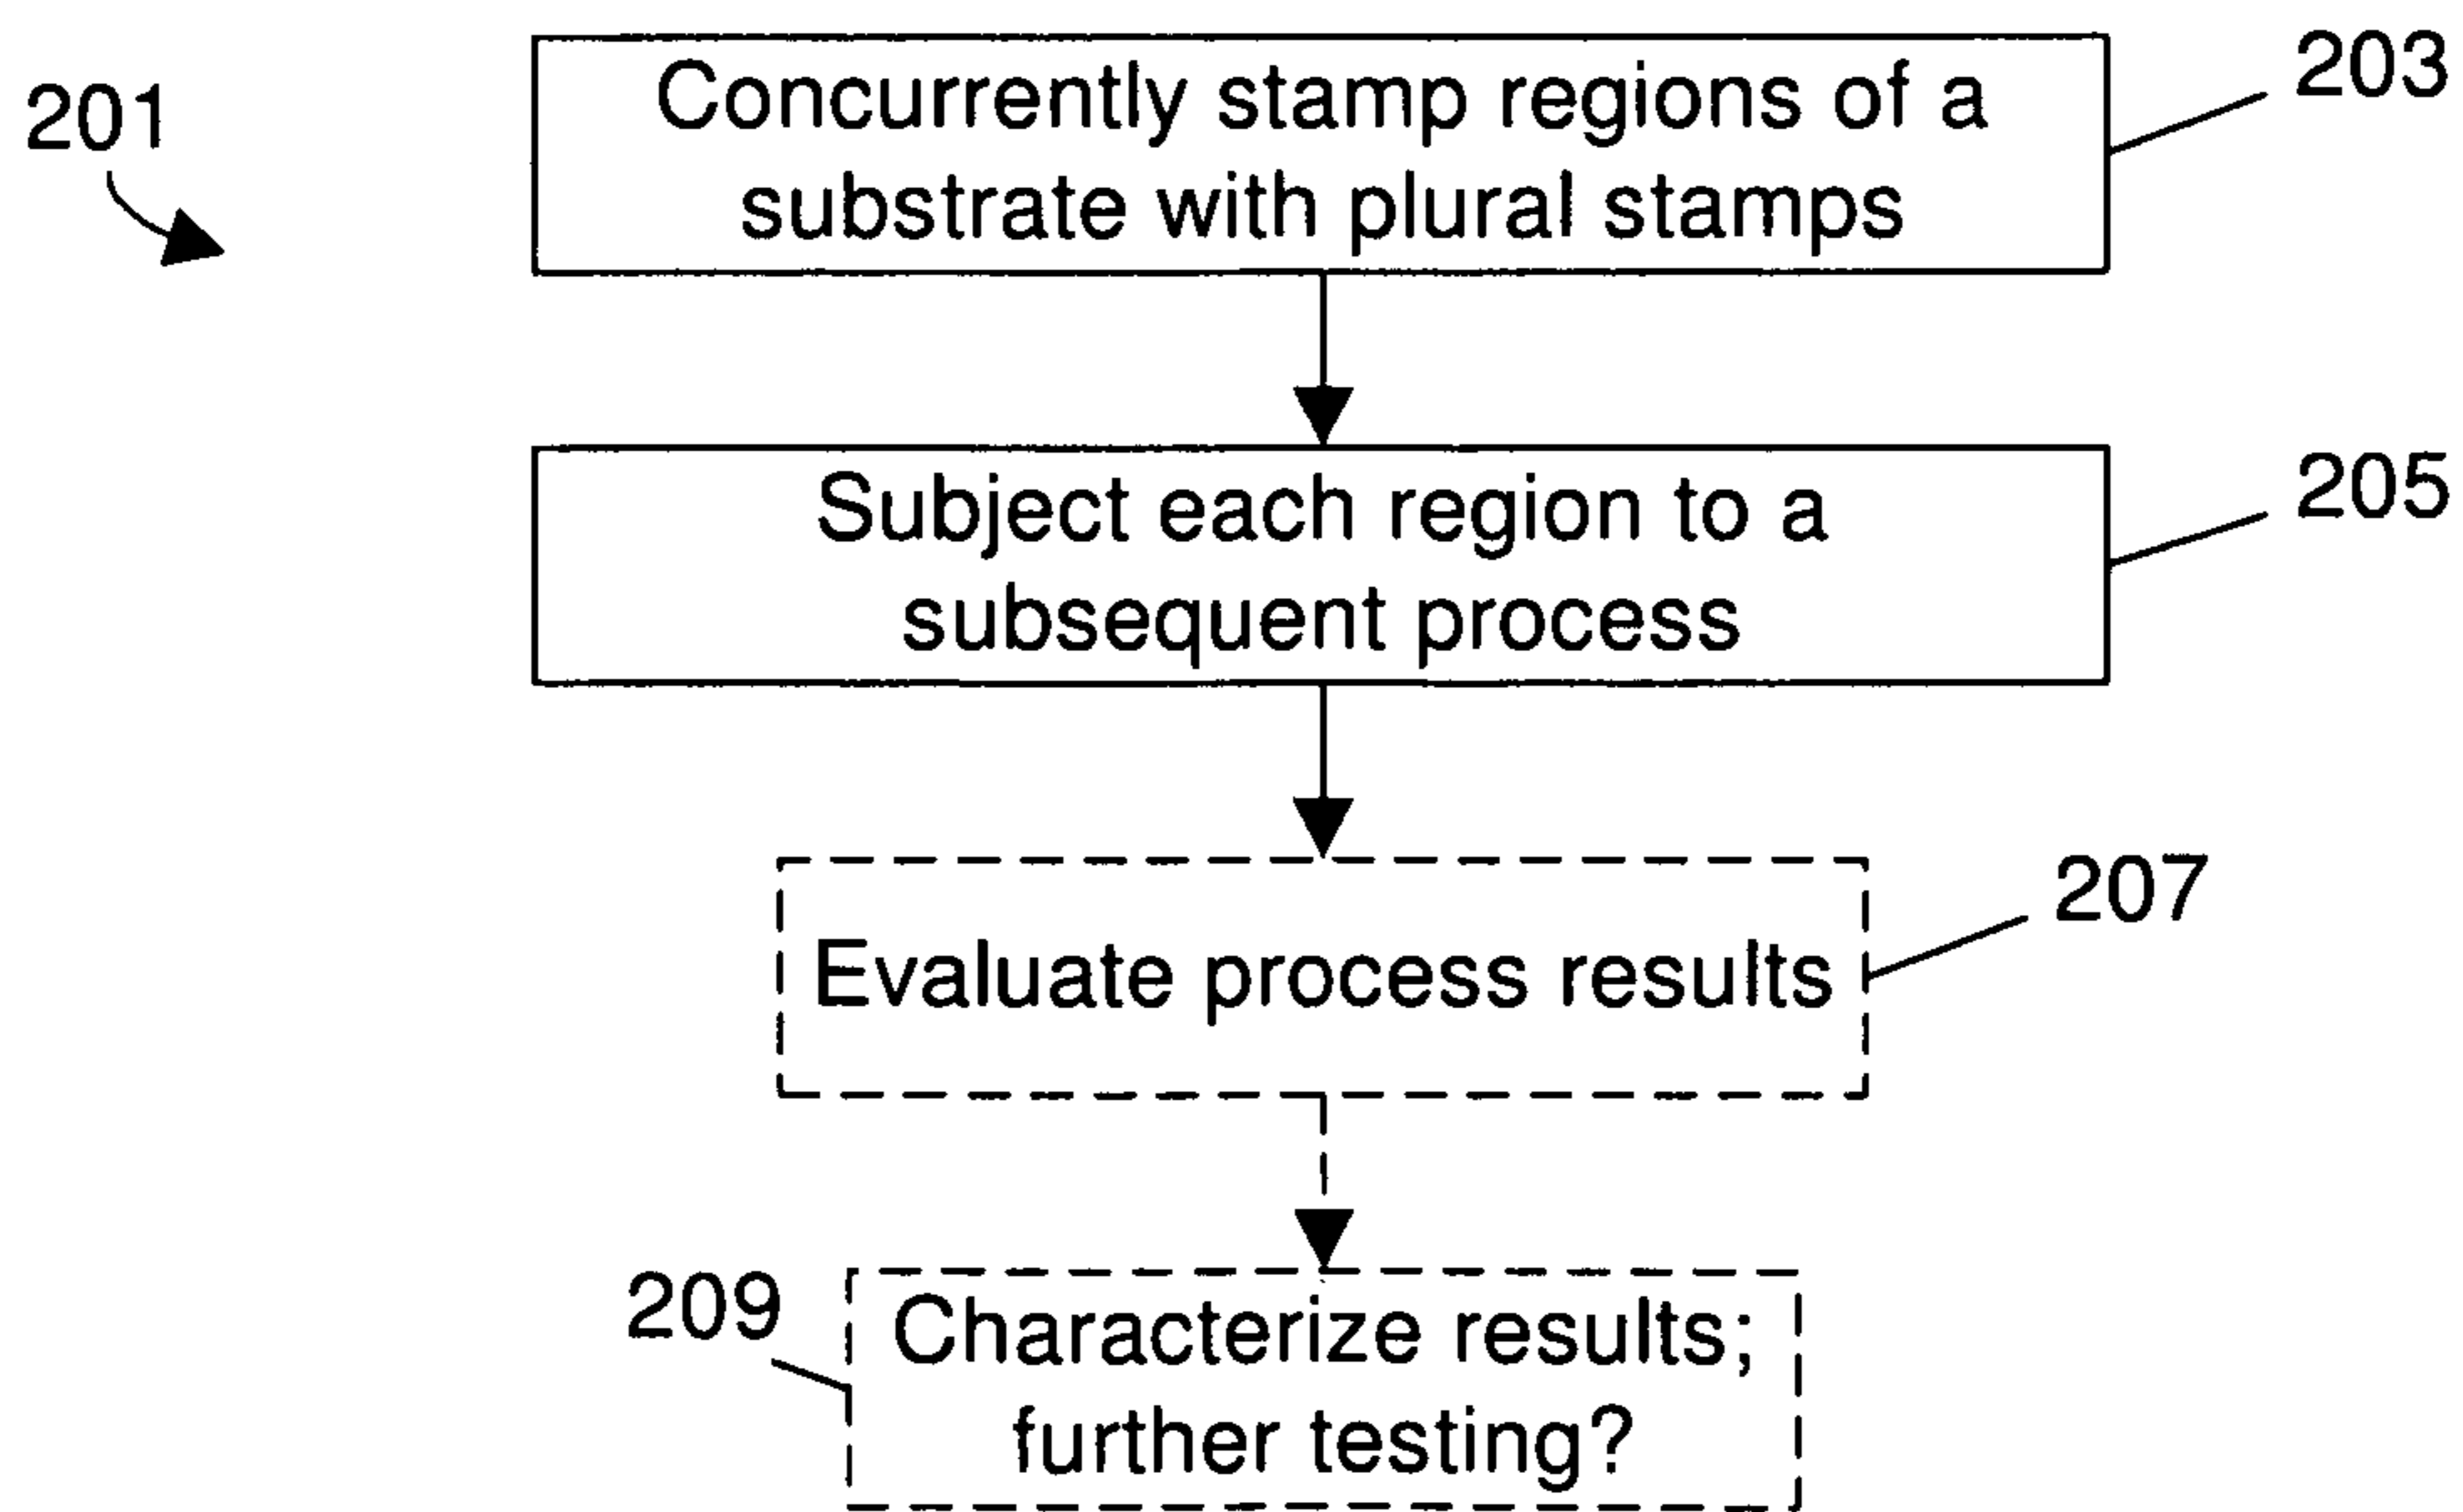 201
Concurrently stamp regions of a
substrate with plural stamps
203
Subject each region to a
subsequent process
205
Evaluate process results
207
209
Characterize results;
further testing?